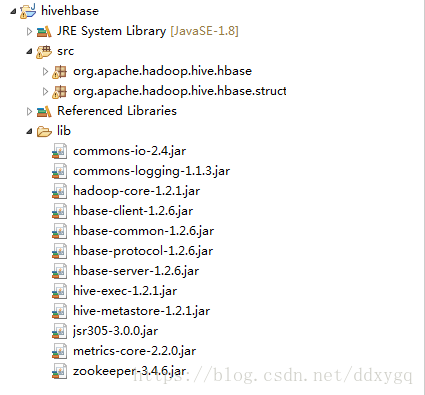 hivehbase
JRE System Library [JavaSE-1.8]
src
org.apache.hadoop.hive.hbase
org.apache.hadoop.hive.hbase.struct
Referenced Libraries
lib
commons-io-2.4.jar
commons-logging-1.1.3.jar
hadoop-core-1.2.1.jar
hbase-client-1.2.6.jar
hbase-common-1.2.6.jar
hbase-protocol-1.2.6.jar
hbase-server-1.2.6.jar
hive-exec-1.2.1.jar
hive-metastore-1.2.1.jar
jsr305-3.0.0.jar
metrics-core-2.2.0.jar
zookeeper-3.4.6.jar
https://blog.csdn.net/ddxygq